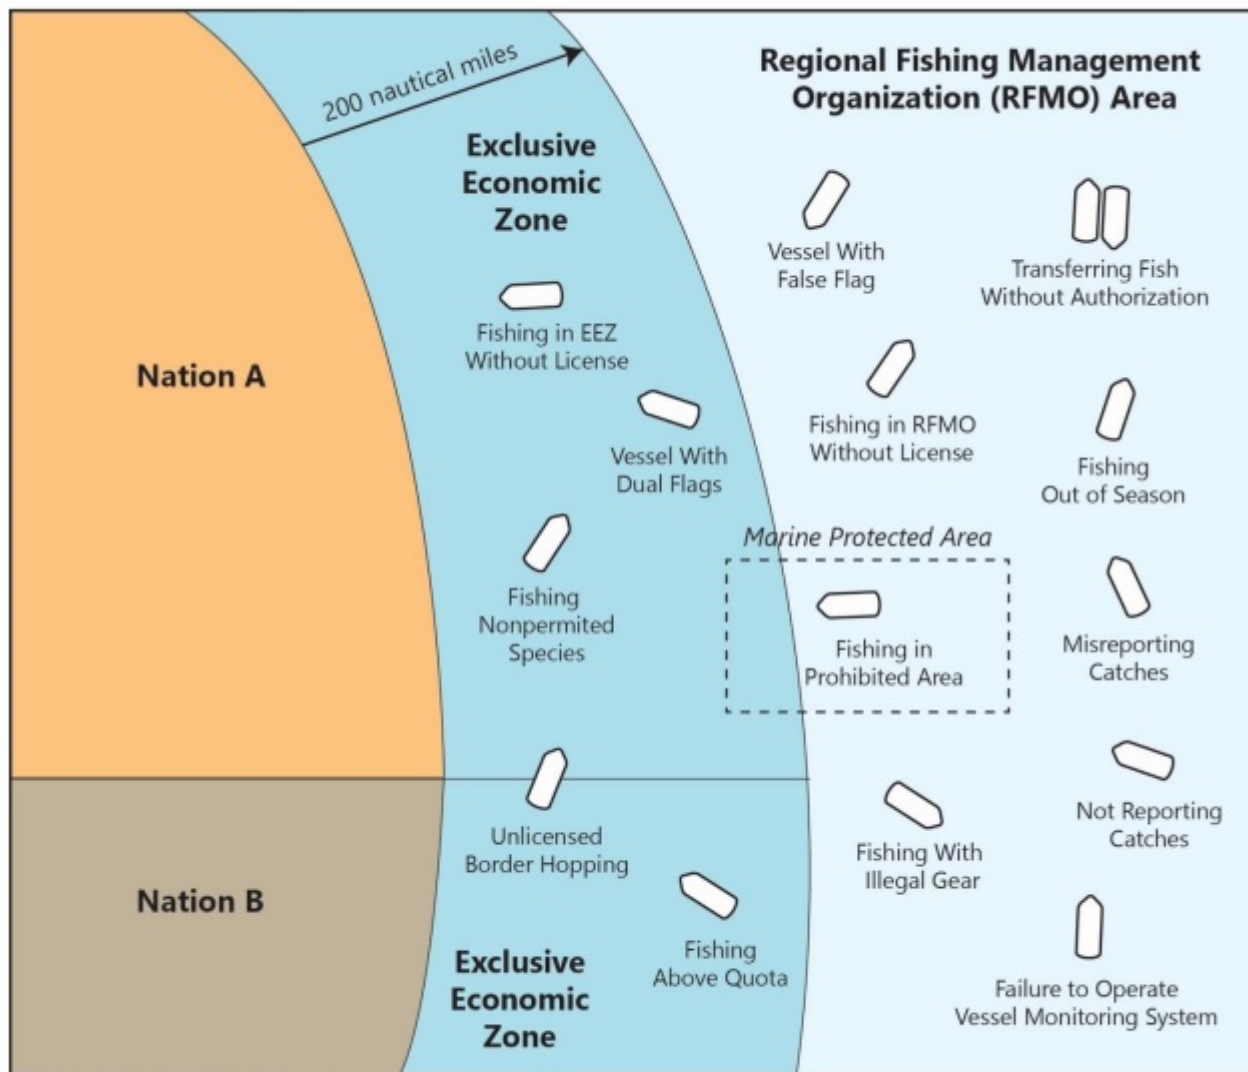 200 nautical miles
Regional Fishing Management
Organization (RFMO) Area
Exclusive
Economic
Zone
Vessel With
False Flag
Transferring Fish
Without Authorization
Fishing in EEZ
Without License
Nation A
Vessel With
Dual Flags
Fishing in RFMO
Without License
Fishing
Out of Season
Marine Protected Area
Fishing
Nonpermited
Species
Fishing in
Prohibited Area
Misreporting
Catches
Unlicensed
Border Hopping
Fishing With
Illegal Gear
Not Reporting
Catches
Nation B
Fishing
Above Quota
Exclusive
Economic
Zone
Failure to Operate
Vessel Monitoring System